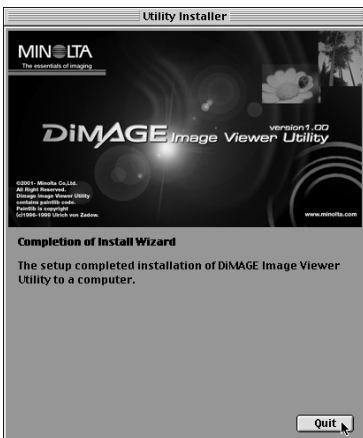 Utility Installer
MINOLTA
The essentials of imaging
DiMAGE Image Viewer Utility
version1.00
©2001- Minolta Co,Ltd.
All Right Reserved.
Dimage Image Viewer Utility
contains paintlib code.
Paintlib is copyright
(c)1996-1999 Ulrich von Zadow.
www.minolta.com
Completion of Install Wizard
The setup completed installation of DiMAGE Image Viewer
Utility to a computer.
Quit